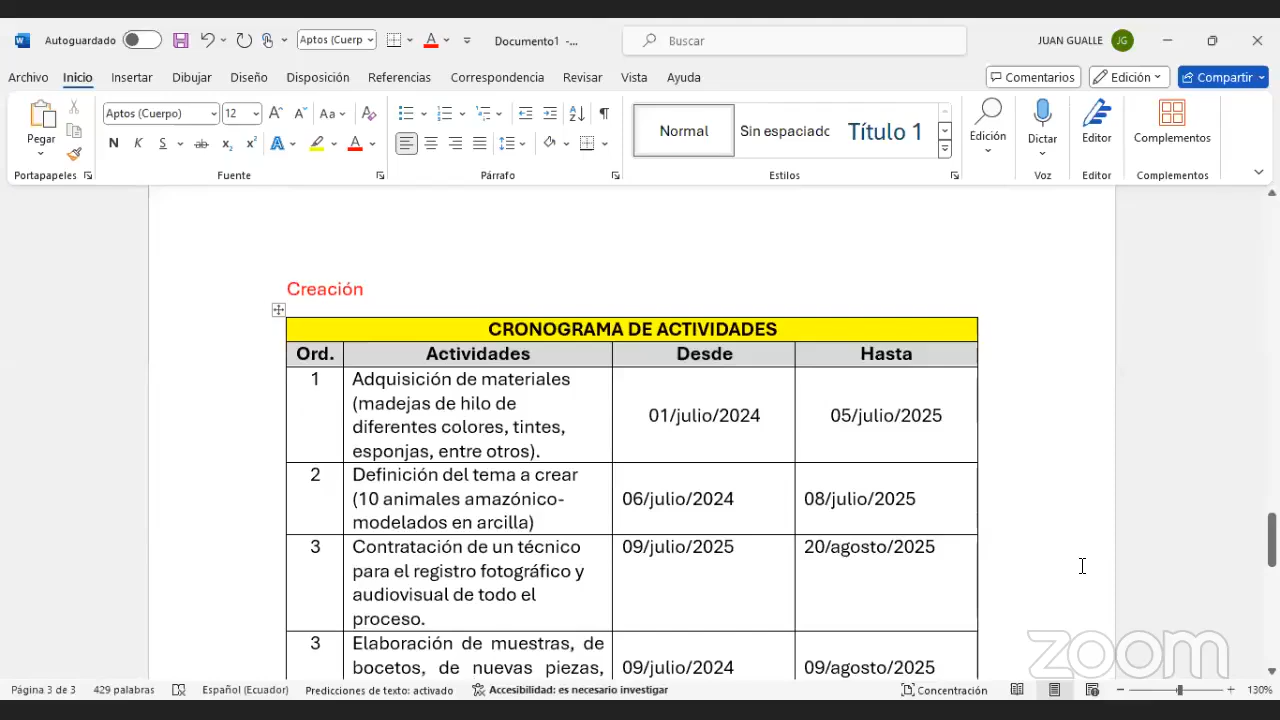 Autoguardado
Aptos (Cuerp
Documento1 -...
Buscar
JUAN GUALLE
JG
Archivo Inicio Insertar Dibujar Diseño Disposición Referencias Correspondencia Revisar Vista Ayuda
Comentarios Edición Compartir
Pegar
Aptos (Cuerpo) 12 Aa
N K S ab x₂ x² A A
Normal Sin espaciado Título 1
Edición Dictar Editor Complementos
Portapapeles Fuente Párrafo Estilos Voz Editor Complementos
Creación
CRONOGRAMA DE ACTIVIDADES
Ord. Actividades Desde Hasta
1 Adquisición de materiales
(madejas de hilo de
diferentes colores, tintes,
esponjas, entre otros).
01/julio/2024 05/julio/2025
2 Definición del tema a crear
(10 animales amazónico-
modelados en arcilla)
06/julio/2024 08/julio/2025
3 Contratación de un técnico
para el registro fotográfico y
audiovisual de todo el
proceso.
09/julio/2025 20/agosto/2025
3 Elaboración de muestras, de
bocetos, de nuevas piezas,
09/julio/2024 09/agosto/2025
zoom
Página 3 de 3 429 palabras Español (Ecuador) Predicciones de texto: activado Accesibilidad: es necesario investigar Concentración 130%